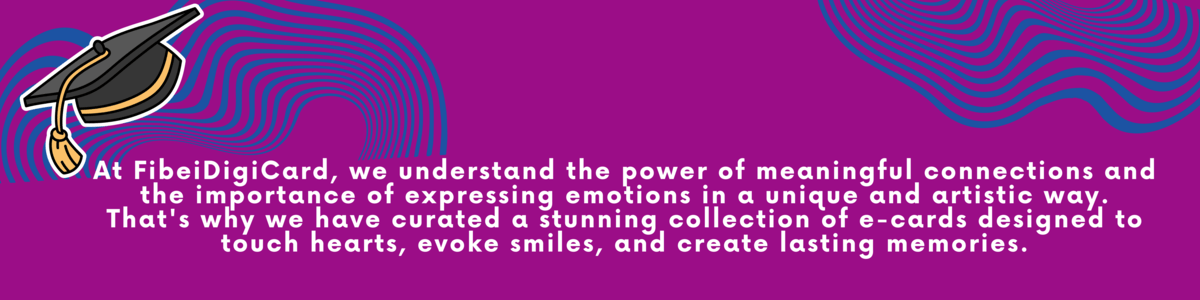 At FibeiDigiCard, we understand the power of meaningful connections and
the importance of expressing emotions in a unique and artistic way.
That's why we have curated a stunning collection of e-cards designed to
touch hearts, evoke smiles, and create lasting memories.